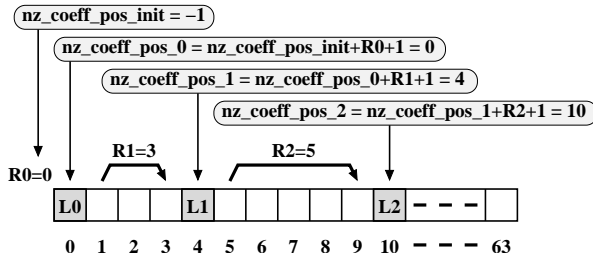 nz_coeff_pos_init = −1
nz_coeff_pos_0 = nz_coeff_pos_init+R0+1 = 0
nz_coeff_pos_1 = nz_coeff_pos_0+R1+1 = 4
nz_coeff_pos_2 = nz_coeff_pos_1+R2+1 = 10
R0=0 R1=3 R2=5
L0 L1 L2
0 1 2 3 4 5 6 7 8 9 10 63